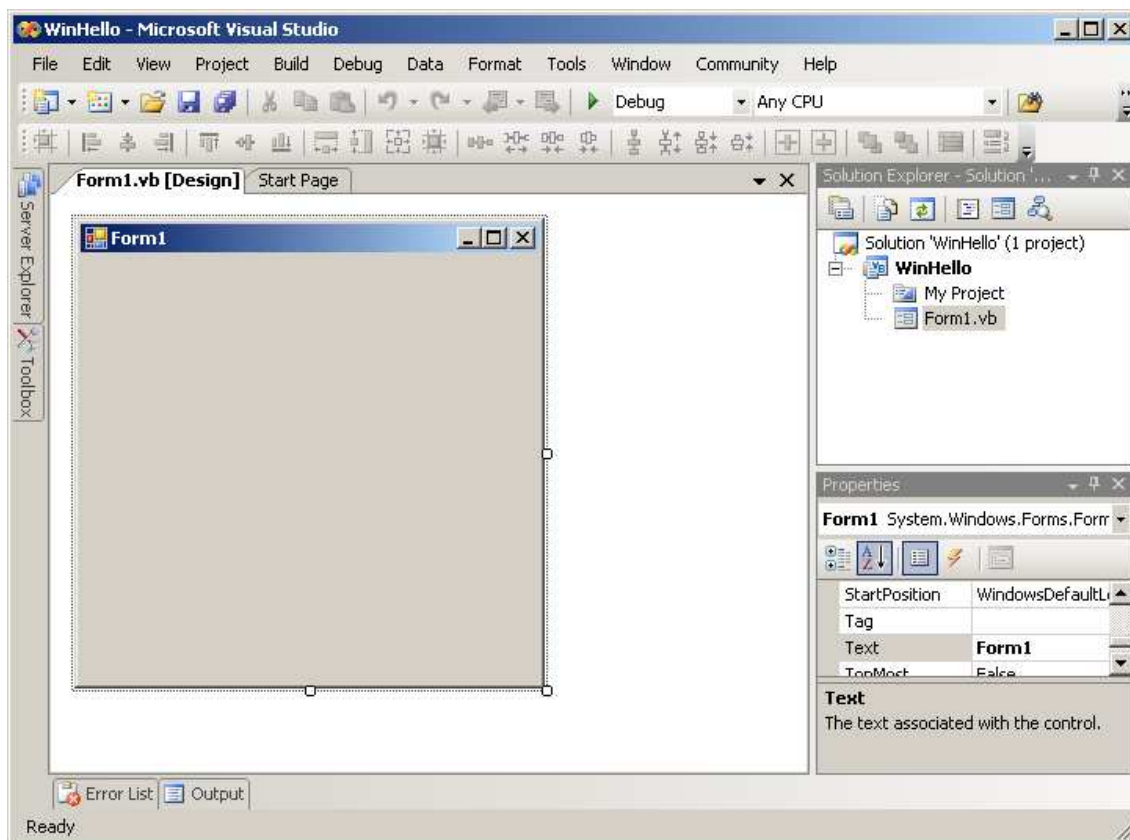 WinHello - Microsoft Visual Studio
File Edit View Project Build Debug Data Format Tools Window Community Help
Debug Any CPU
Server Explorer
Toolbox
Form1.vb [Design] Start Page
Form1
Solution Explorer - Solution '...
Solution 'WinHello' (1 project)
WinHello
My Project
Form1.vb
Properties
Form1 System.Windows.Forms.Form
StartPosition WindowsDefaultL
Tag
Text Form1
TopMost False
Text
The text associated with the control.
Error List Output
Ready